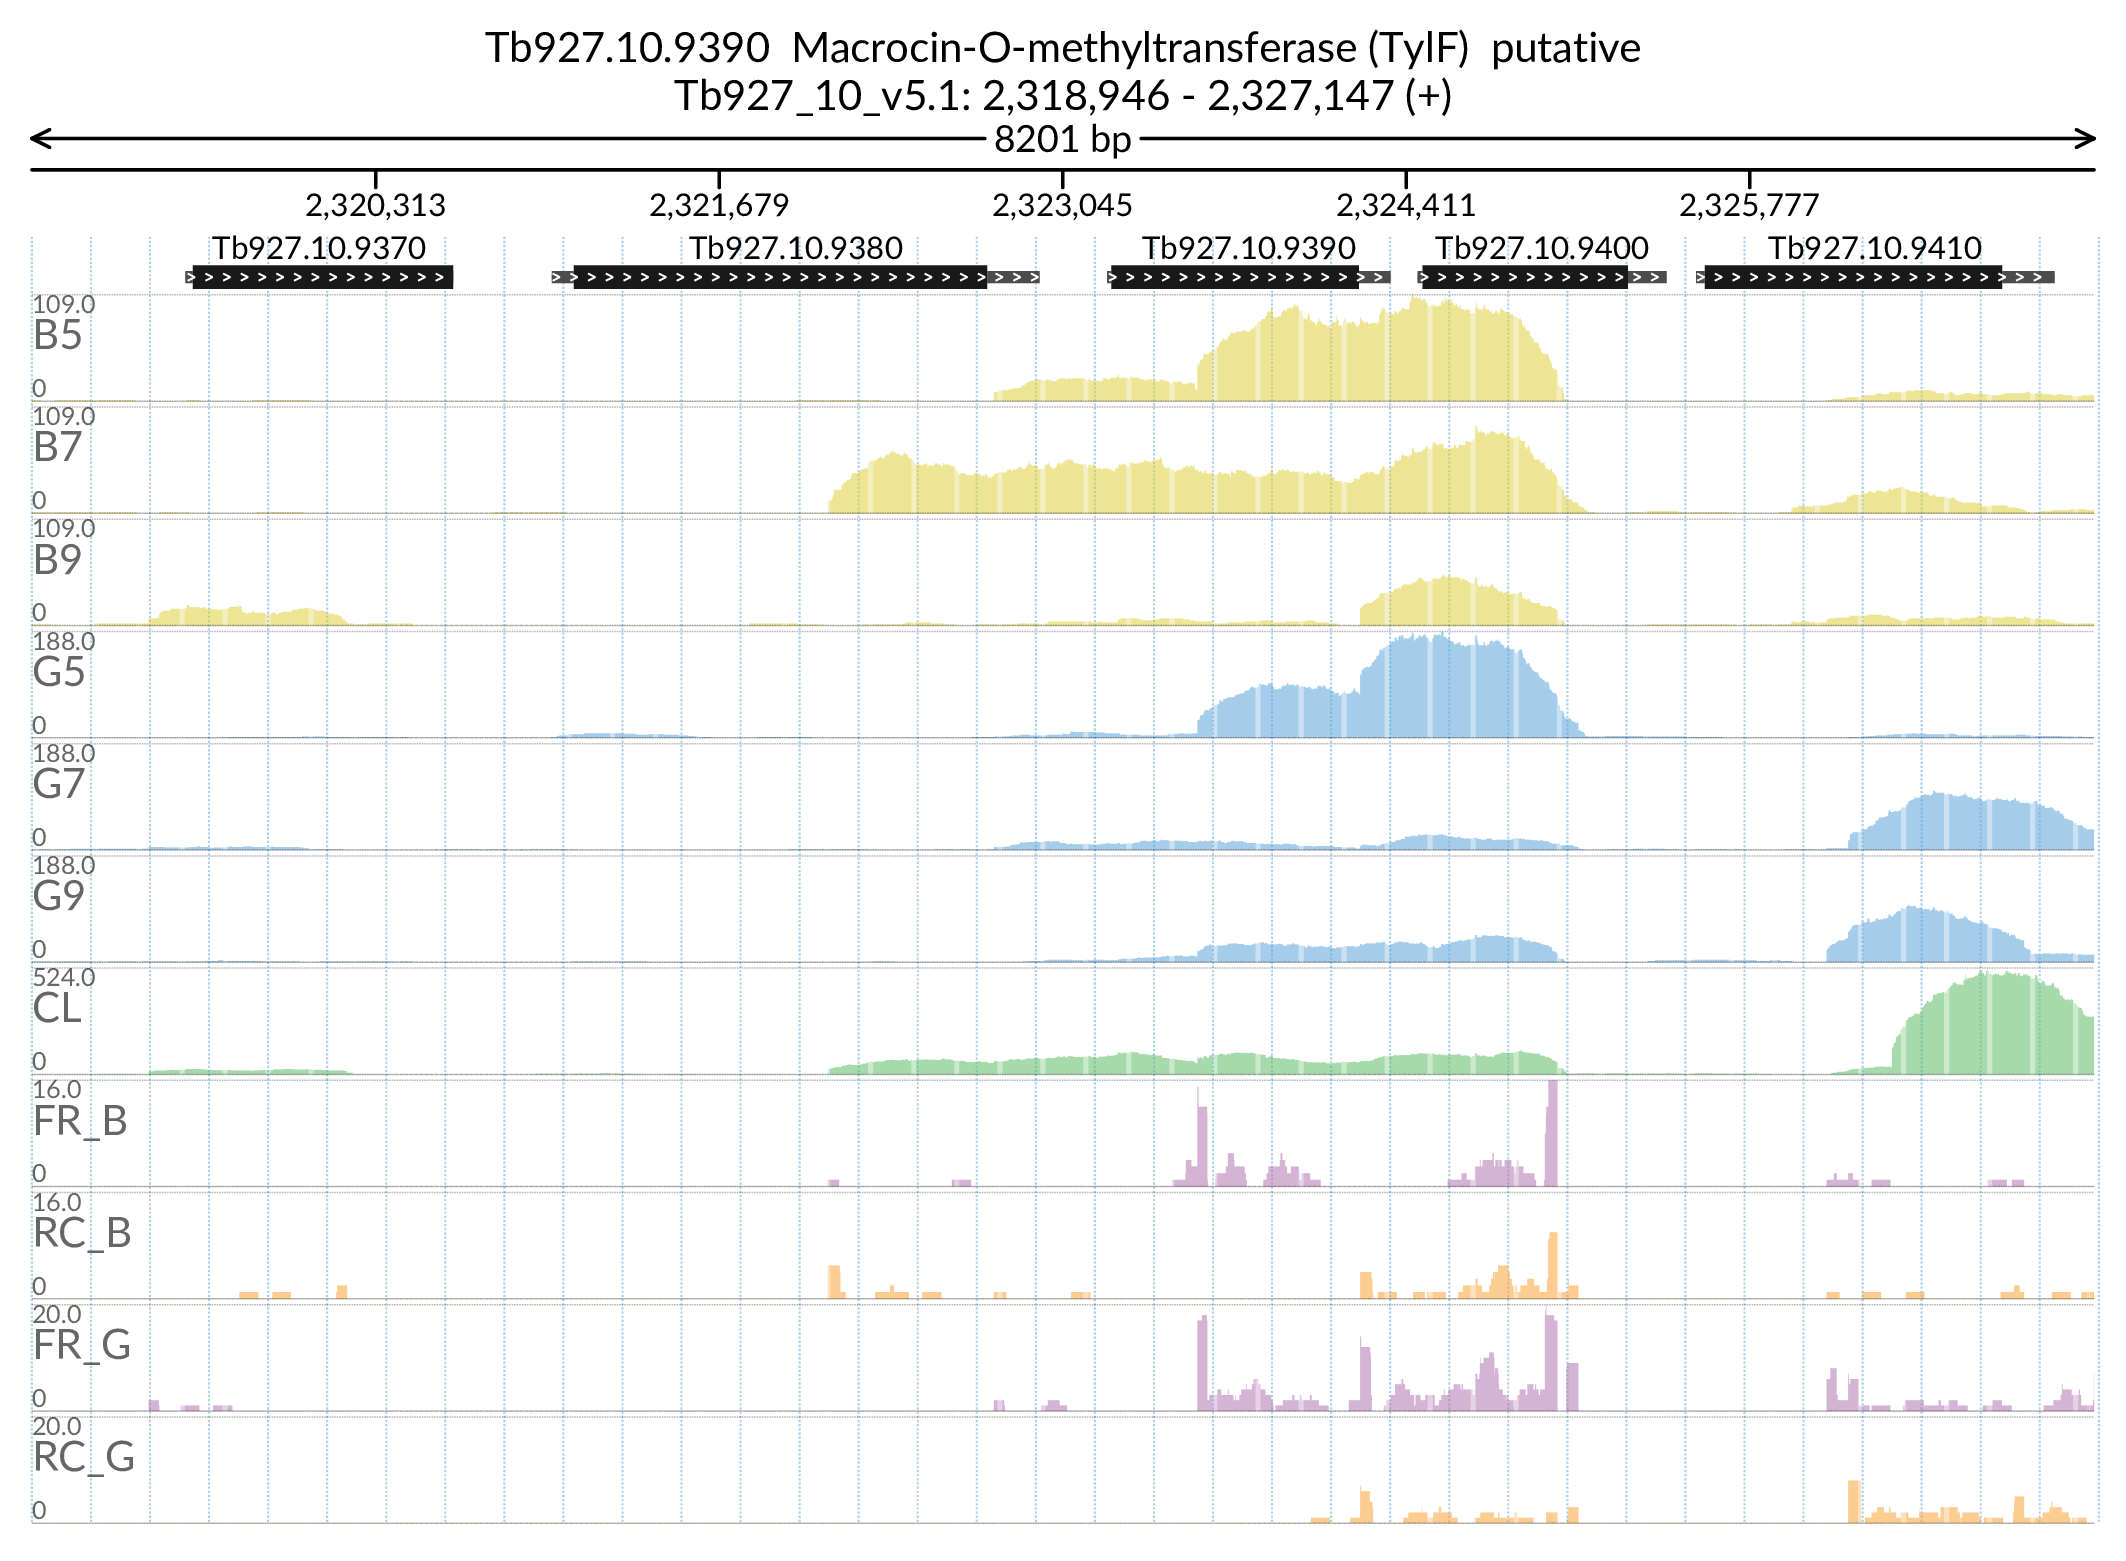 Tb927.10.9390  Macrocin-O-methyltransferase (TylF)  putative
Tb927_10_v5.1: 2,318,946 - 2,327,147 (+)
8201 bp
2,320,313 2,321,679 2,323,045 2,324,411 2,325,777
Tb927.10.9370 Tb927.10.9380 Tb927.10.9390 Tb927.10.9400 Tb927.10.9410
109.0
B5
0
109.0
B7
0
109.0
B9
0
188.0
G5
0
188.0
G7
0
188.0
G9
0
524.0
CL
0
16.0
FR_B
0
16.0
RC_B
0
20.0
FR_G
0
20.0
RC_G
0